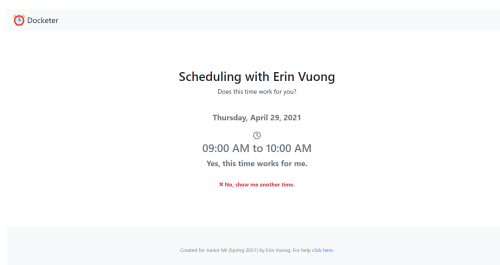 Docketer
Scheduling with Erin Vuong
Does this time work for you?
Thursday, April 29, 2021
09:00 AM to 10:00 AM
Yes, this time works for me.
✖ No, show me another time.
Created for Junior IW (Spring 2021) by Erin Vuong. For help click here.